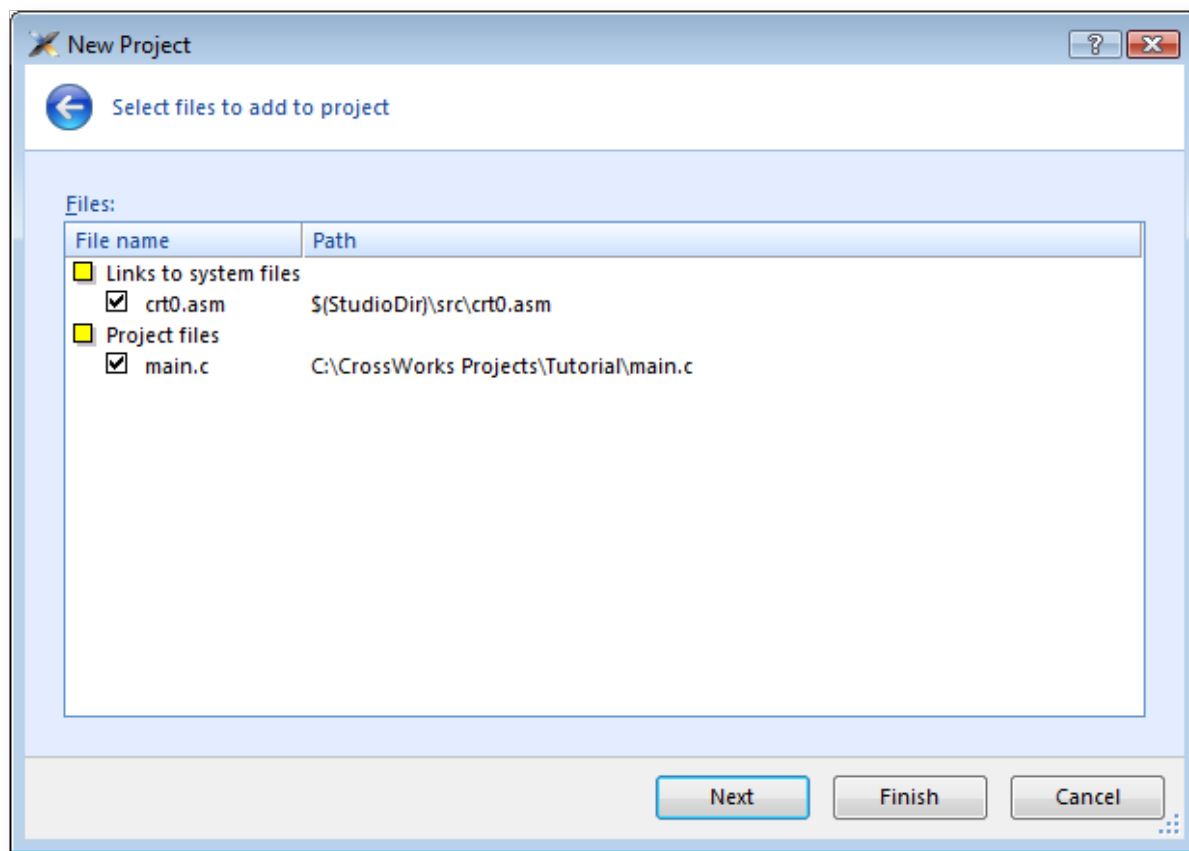 New Project
Select files to add to project
Files:
File name Path
Links to system files
crt0.asm $(StudioDir)\src\crt0.asm
Project files
main.c C:\CrossWorks Projects\Tutorial\main.c
Next Finish Cancel